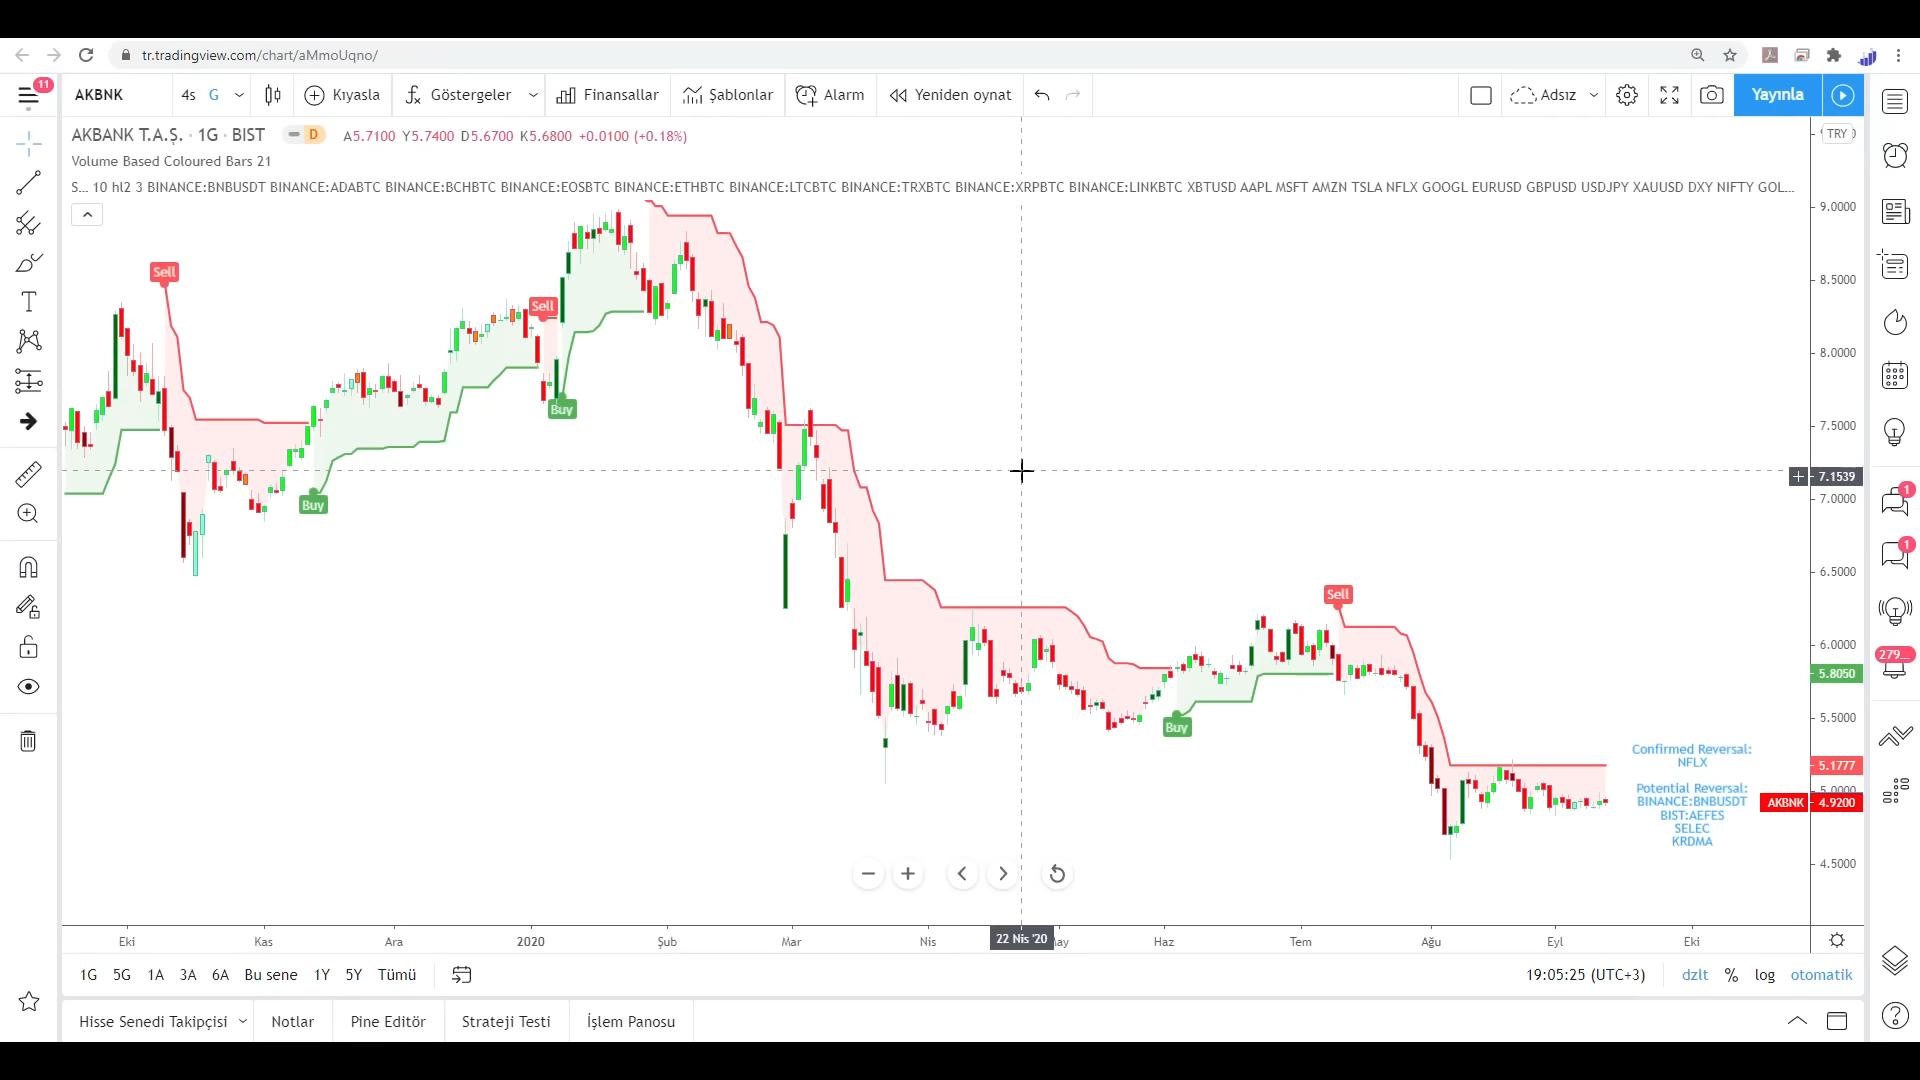 tr.tradingview.com/chart/aMmoUqno/
11
AKBNK
4s G
Kıyasla
Göstergeler
Finansallar
Şablonlar
Alarm
Yeniden oynat
Adsız
Yayınla
AKBANK T.A.Ş. · 1G · BIST
D
A5.7100 Y5.7400 D5.6700 K5.6800 +0.0100 (+0.18%)
TRY
Volume Based Coloured Bars 21
S... 10 hl2 3 BINANCE:BNBUSDT BINANCE:ADABTC BINANCE:BCHBTC BINANCE:EOSBTC BINANCE:ETHBTC BINANCE:LTCBTC BINANCE:TRXBTC BINANCE:XRPBTC BINANCE:LINKBTC XBTUSD AAPL MSFT AMZN TSLA NFLX GOOGL EURUSD GBPUSD USDJPY XAUUSD DXY NIFTY GOL...
9.0000
Sell
8.5000
Sell
8.0000
Buy
7.5000
7.1539
Buy
7.0000
1
1
6.5000
Sell
6.0000
279...
5.8050
5.5000
Buy
Confirmed Reversal:
NFLX
5.1777
Potential Reversal:
BINANCE:BNBUSDT
BIST:AEFES
SELEC
KRDMA
5.0000
AKBNK 4.9200
4.5000
Eki Kas Ara 2020 Şub Mar Nis 22 Nis '20 May Haz Tem Ağu Eyl Eki
1G 5G 1A 3A 6A Bu sene 1Y 5Y Tümü
19:05:25 (UTC+3)
dzlt % log otomatik
Hisse Senedi Takipçisi
Notlar
Pine Editör
Strateji Testi
İşlem Panosu